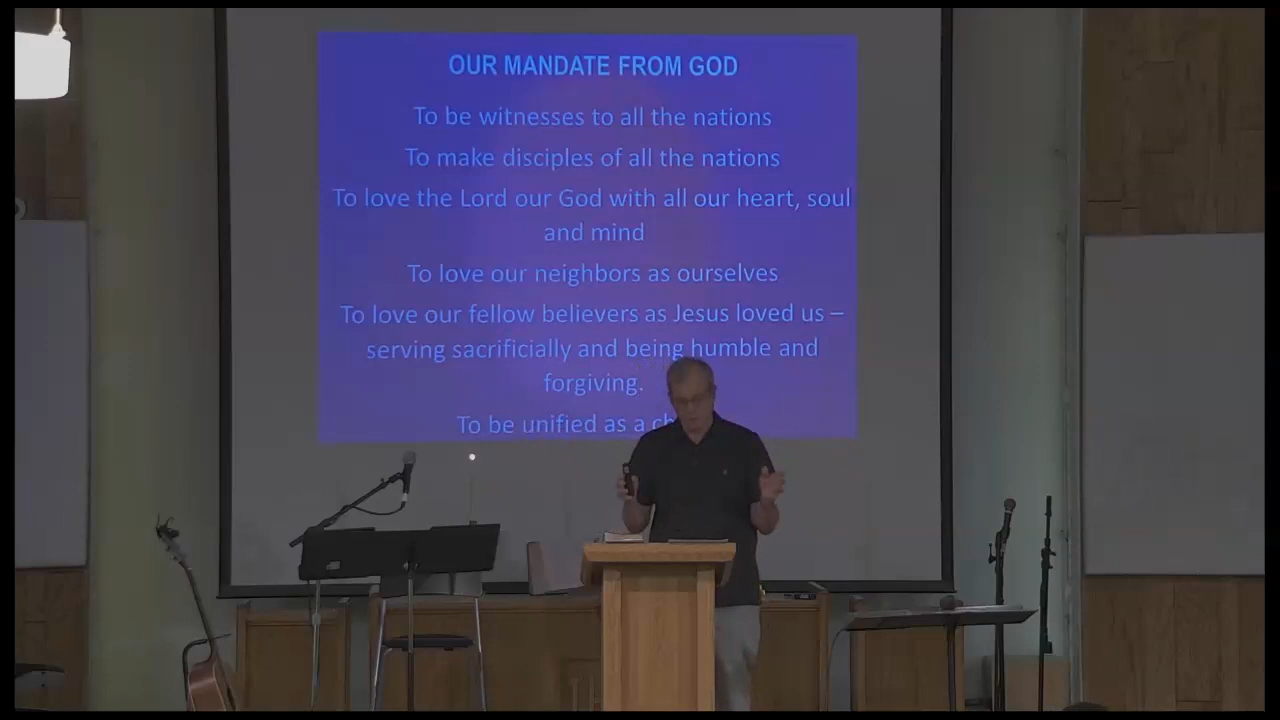 OUR MANDATE FROM GOD
To be witnesses to all the nations
To make disciples of all the nations
To love the Lord our God with all our heart, soul
and mind
To love our neighbors as ourselves
To love our fellow believers as Jesus loved us –
serving sacrificially and being humble and
forgiving.
To be unified as a